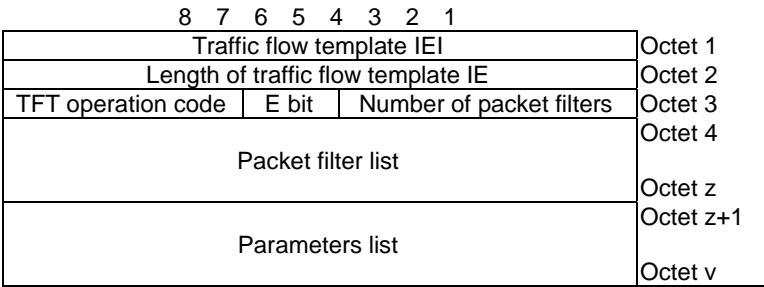 8 7 6 5 4 3 2 1
Traffic flow template IEI Octet 1
Length of traffic flow template IE Octet 2
TFT operation code E bit Number of packet filters Octet 3
Octet 4
Packet filter list
Octet z
Octet z+1
Parameters list
Octet v